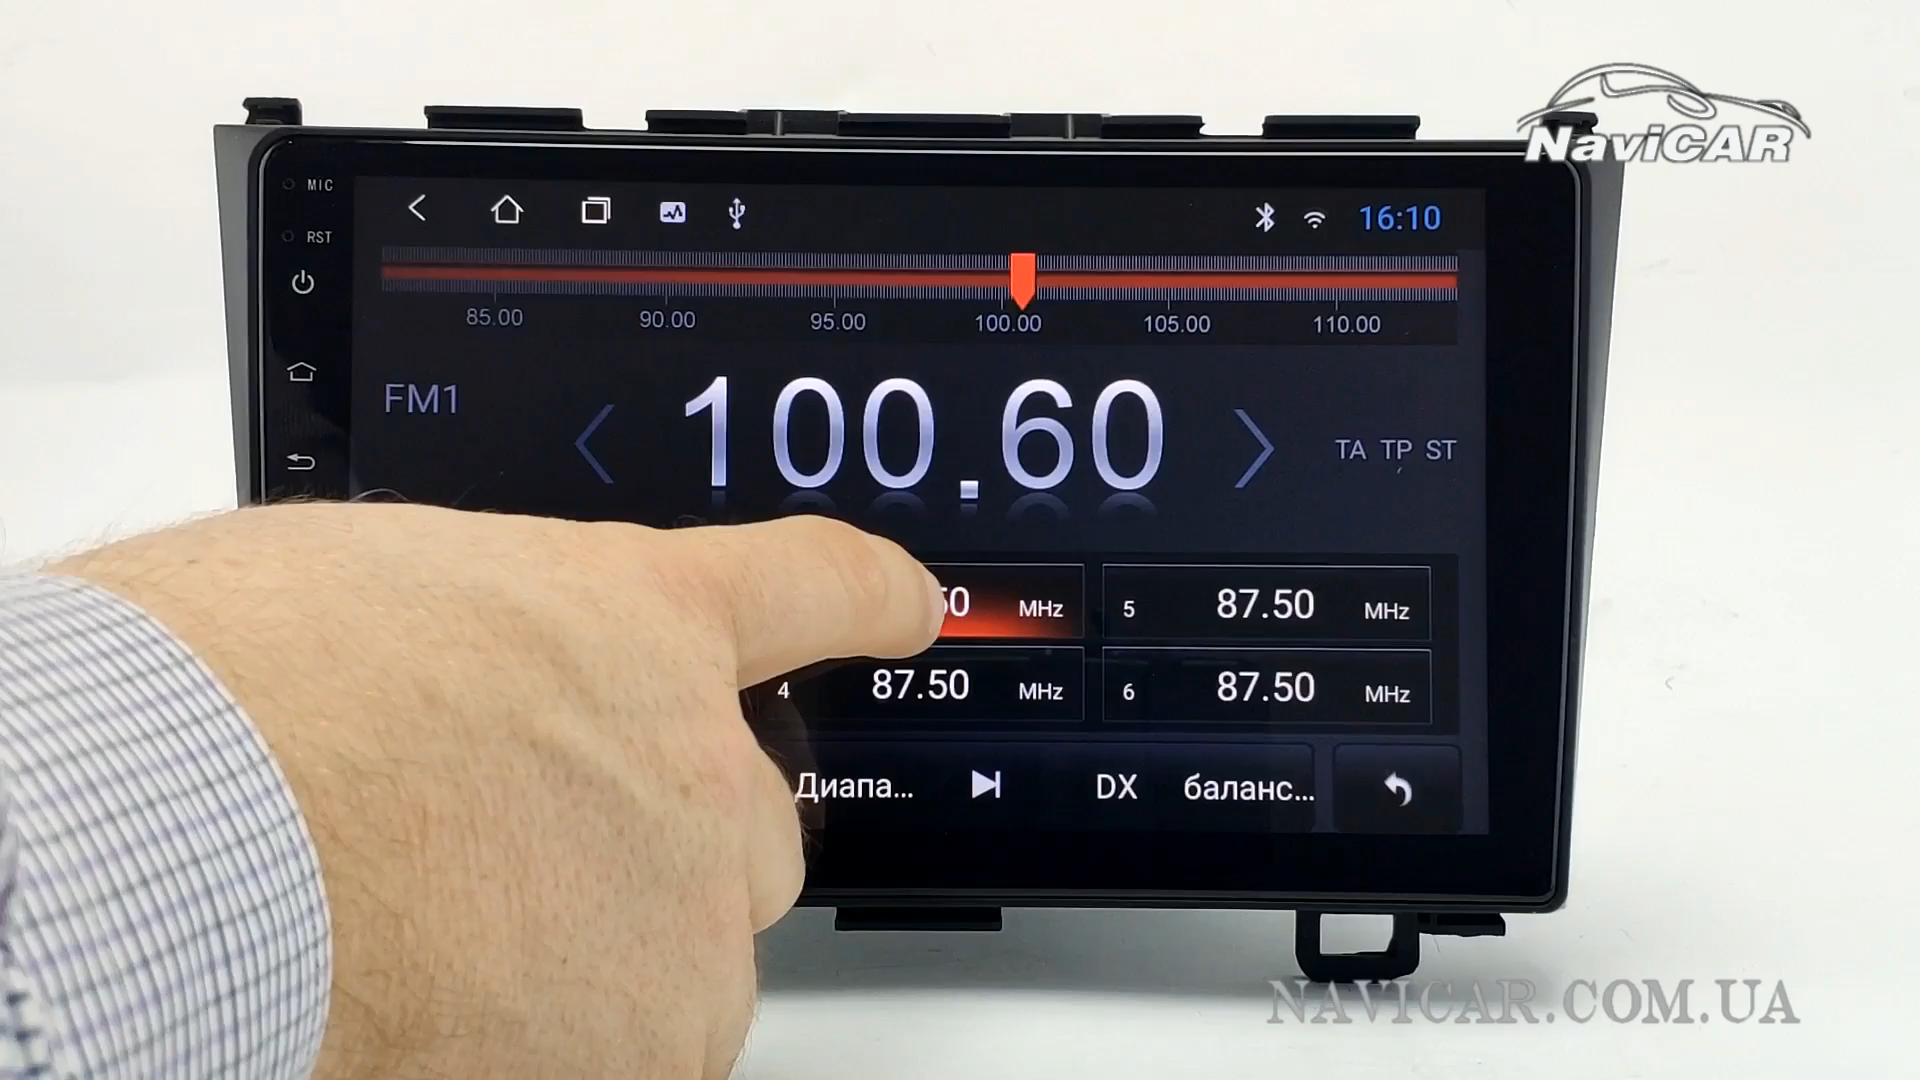 NaviCAR
MIC
RST
16:10
85.00 90.00 95.00 100.00 105.00 110.00
FM1
100.60
TA TP ST
MHz
5 87.50 MHz
4 87.50 MHz
6 87.50 MHz
Диапа...
DX
баланс...
NAVICAR.COM.UA